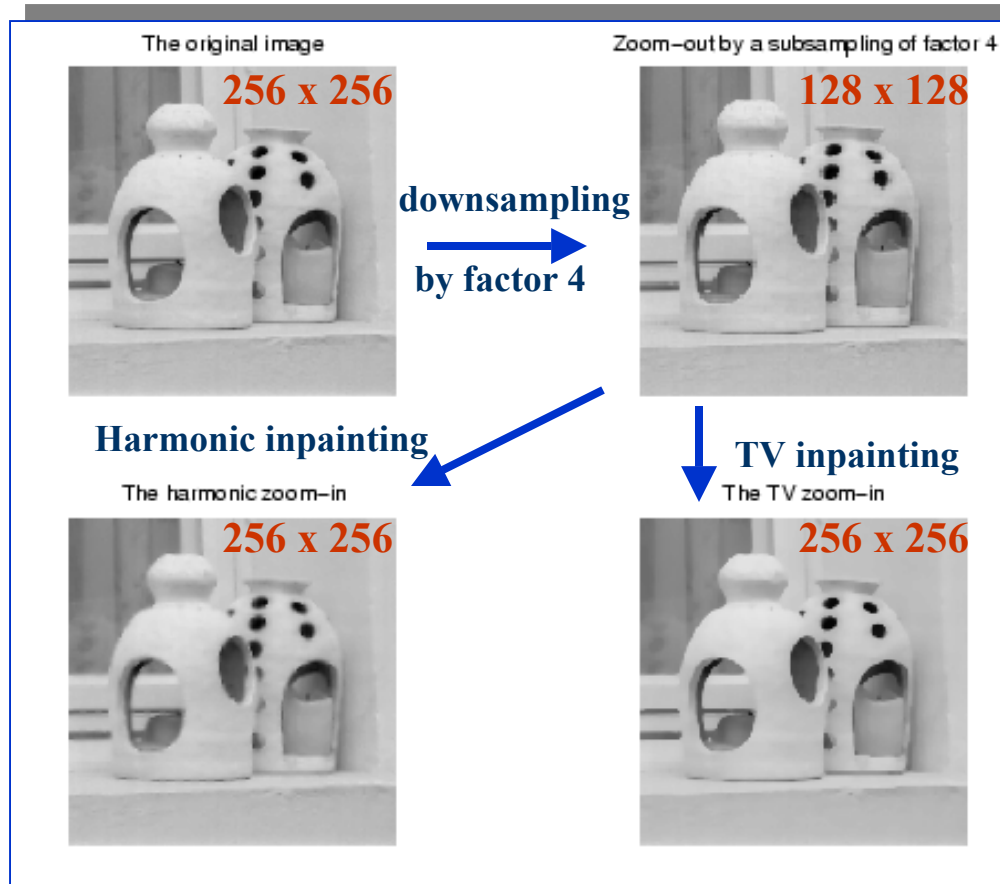 The original image
256 x 256
Zoom-out by a subsampling of factor 4
128 x 128
downsampling
by factor 4
Harmonic inpainting
TV inpainting
The harmonic zoom-in
256 x 256
The TV zoom-in
256 x 256